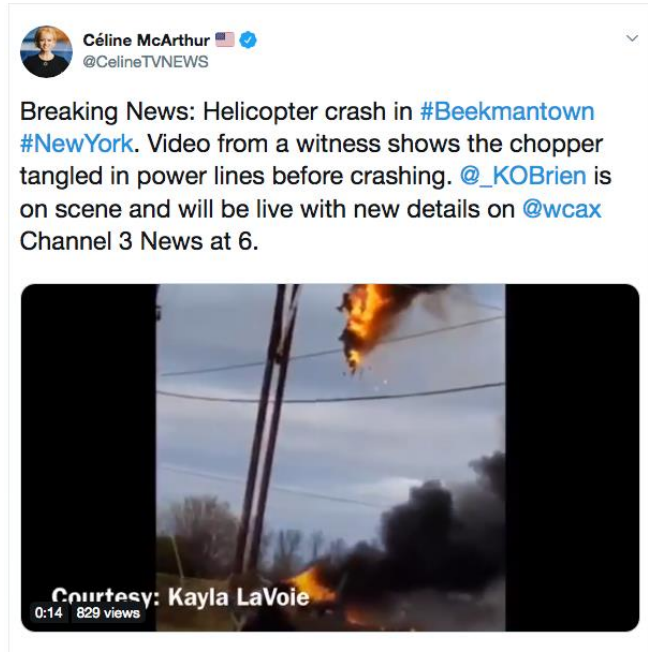 Céline McArthur
@CelineTVNEWS
Breaking News: Helicopter crash in #Beekmantown
#NewYork. Video from a witness shows the chopper
tangled in power lines before crashing. @_KOBrien is
on scene and will be live with new details on @wcax
Channel 3 News at 6.
Courtesy: Kayla LaVoie
0:14 829 views